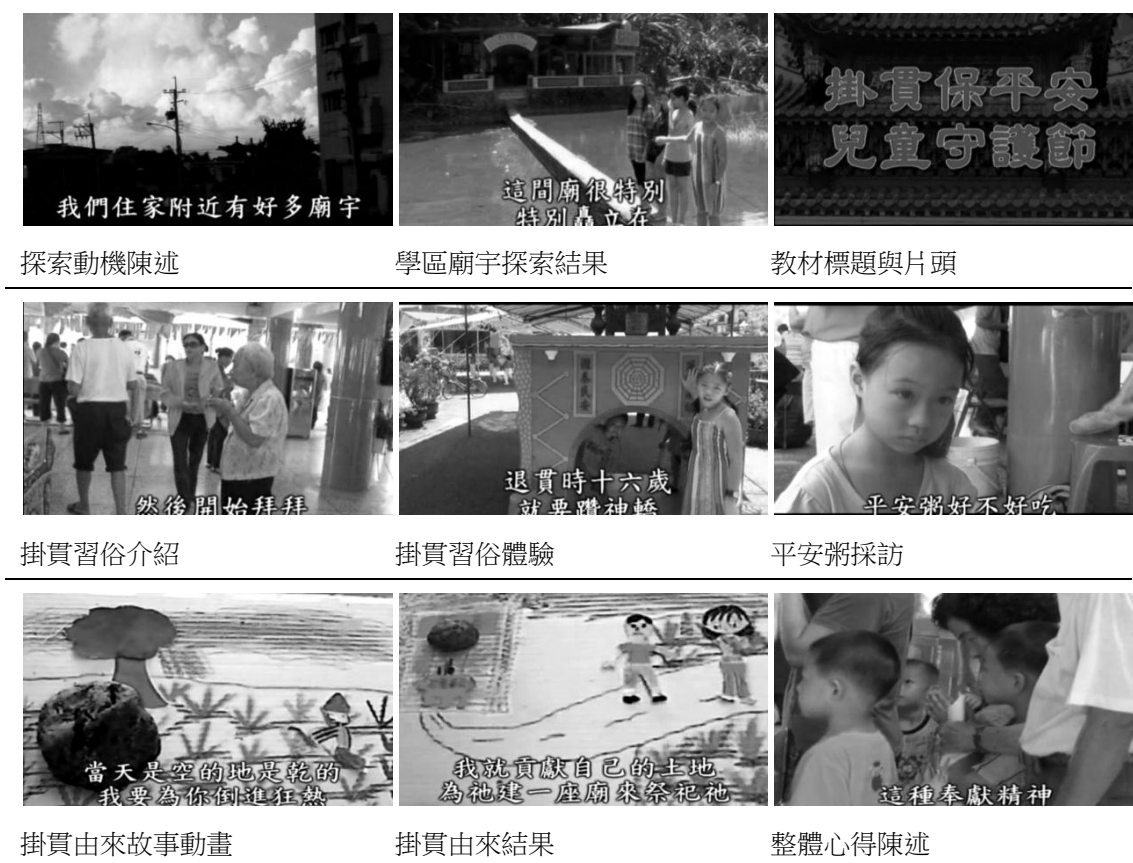 我們住家附近有好多廟宇
這間廟很特別
特別矗立在
掛貫保平安
兒童守護節
探索動機陳述
學區廟宇探索結果
教材標題與片頭
然後開始拜拜
退貫時十六歲
就要鑽神轎
平安粥好不好吃
掛貫習俗介紹
掛貫習俗體驗
平安粥採訪
當天是空的地是乾的
我要為你倒進狂熱
我就貢獻自己的土地
為祂建一座廟來祭祀祂
這種奉獻精神
掛貫由來故事動畫
掛貫由來結果
整體心得陳述